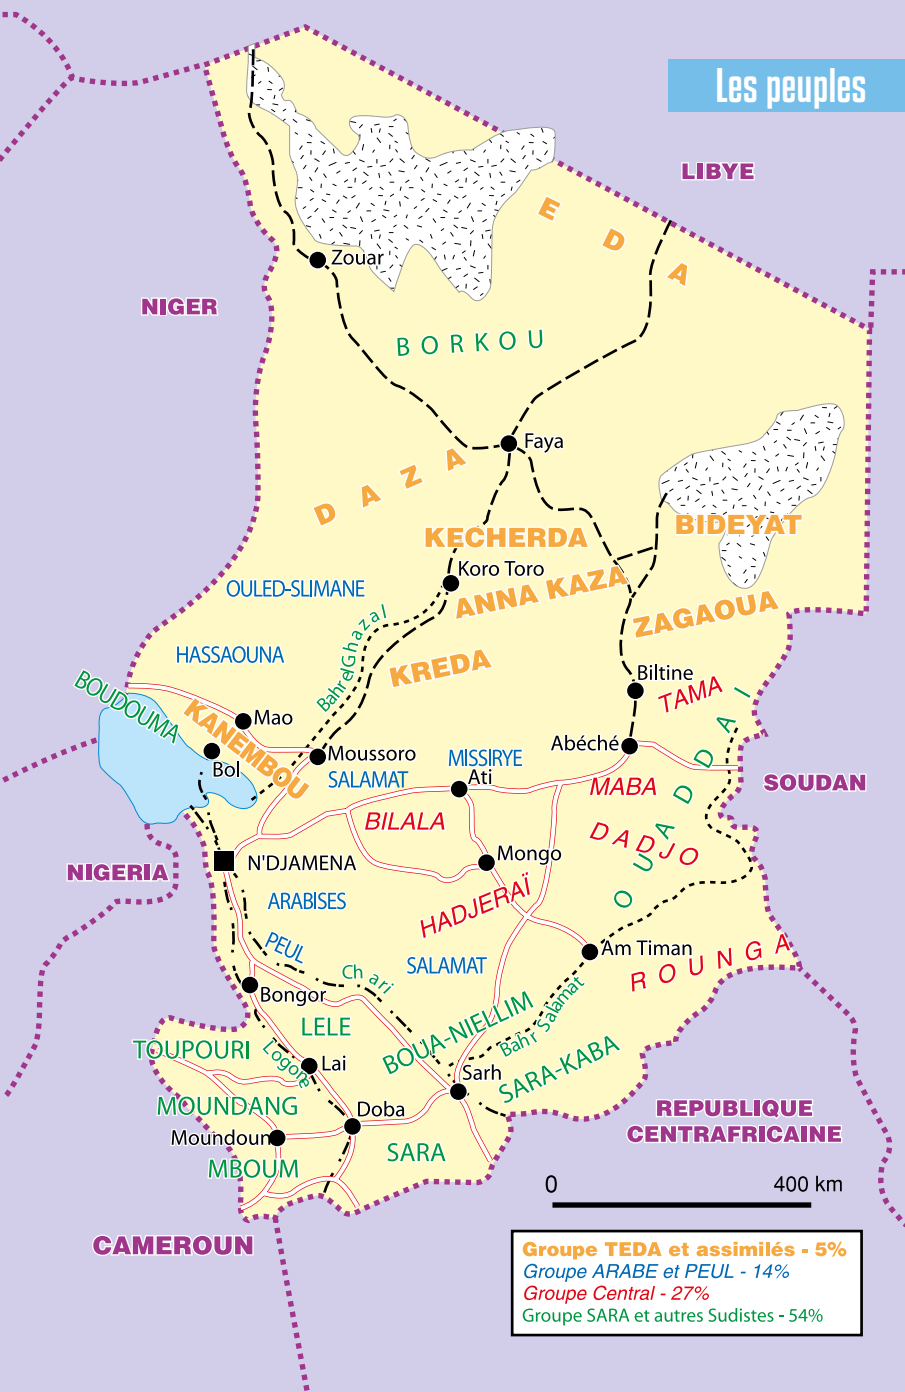 Les peuples
LIBYE
E D A
Zouar
NIGER
BORKOU
Faya
DAZA
BIDEYAT
KECHERDA
Koro Toro
ANNA KAZA
OULED-SLIMANE
ZAGAOUA
Bahr el Ghazal
HASSAOUNA
KREDA
Biltine
TAMA
BOUDOUMA
KANEMBOU
Mao
Abéché
OUADDAI
Moussoro
MISSIRYE
Bol
SALAMAT
Ati
MABA
SOUDAN
BILALA
DADJO
N'DJAMENA
Mongo
NIGERIA
ARABISES
HADJERAÏ
PEUL
Am Timan
SALAMAT
ROUNGA
Chari
Bongor
Bahr Salamat
LELE
BOUA-NIELLIM
TOUPOURI
Logone
Lai
Sarh
SARA-KABA
MOUNDANG
Doba
REPUBLIQUE
CENTRAFRICAINE
Moundoun
SARA
MBOUM
0 400 km
CAMEROUN
Groupe TEDA et assimilés - 5%
Groupe ARABE et PEUL - 14%
Groupe Central - 27%
Groupe SARA et autres Sudistes - 54%